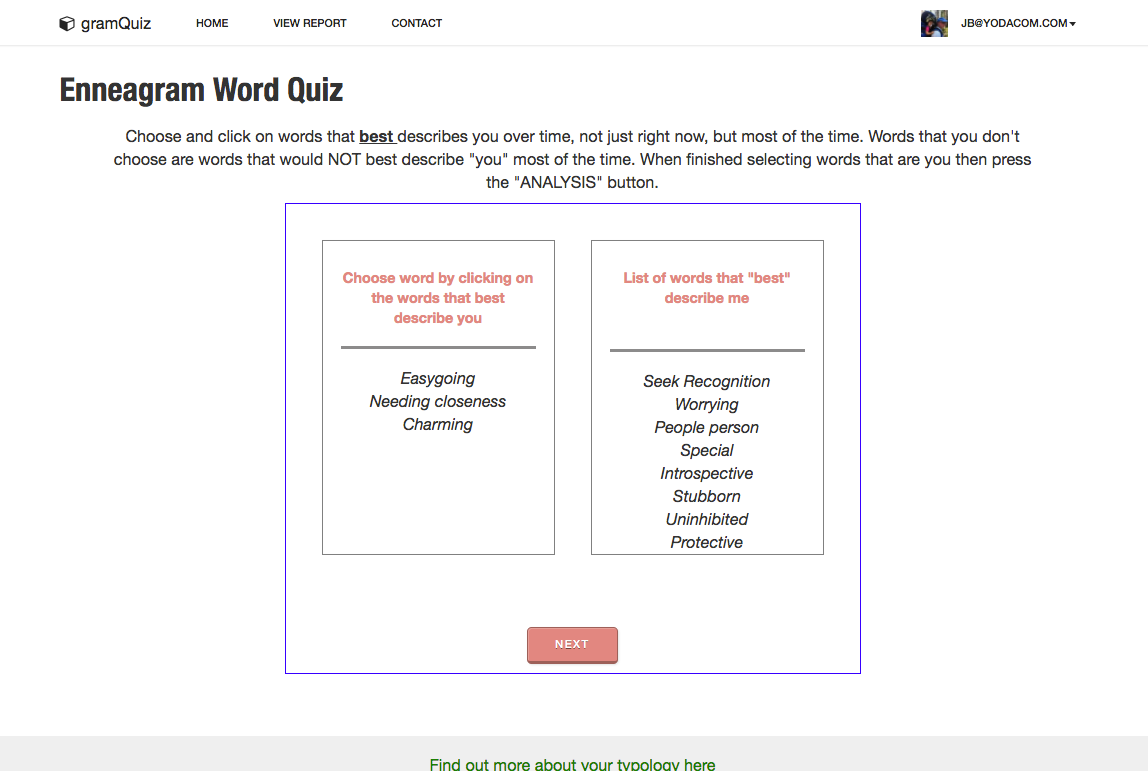 gramQuiz HOME VIEW REPORT CONTACT JB@YODACOM.COM
Enneagram Word Quiz
Choose and click on words that best describes you over time, not just right now, but most of the time. Words that you don't
choose are words that would NOT best describe "you" most of the time. When finished selecting words that are you then press
the "ANALYSIS" button.
Choose word by clicking on
the words that best
describe you
Easygoing
Needing closeness
Charming
List of words that "best"
describe me
Seek Recognition
Worrying
People person
Special
Introspective
Stubborn
Uninhibited
Protective
NEXT
Find out more about your typology here